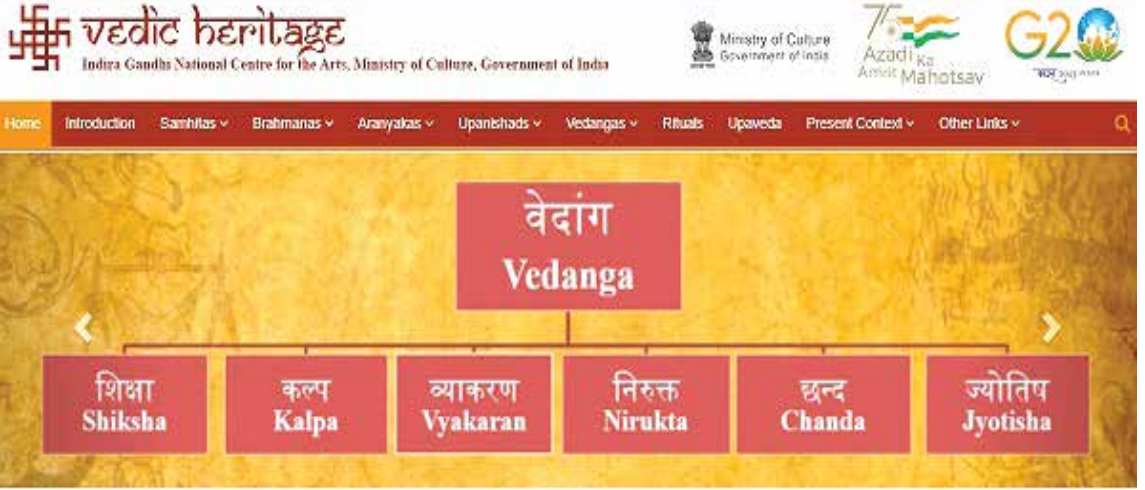 vedic heritage
Indira Gandhi National Centre for the Arts, Ministry of Culture, Government of India
Ministry of Culture
Government of India
75
Azadi Ka
Amrit Mahotsav
G20
Home Introduction Samhitas Brahmanas Aranyakas Upanishads Vedangas Rituals Upaveda Present Context Other Links
वेदांग
Vedanga
शिक्षा कल्प व्याकरण निरुक्त छन्द ज्योतिष
Shiksha Kalpa Vyakaran Nirukta Chanda Jyotisha